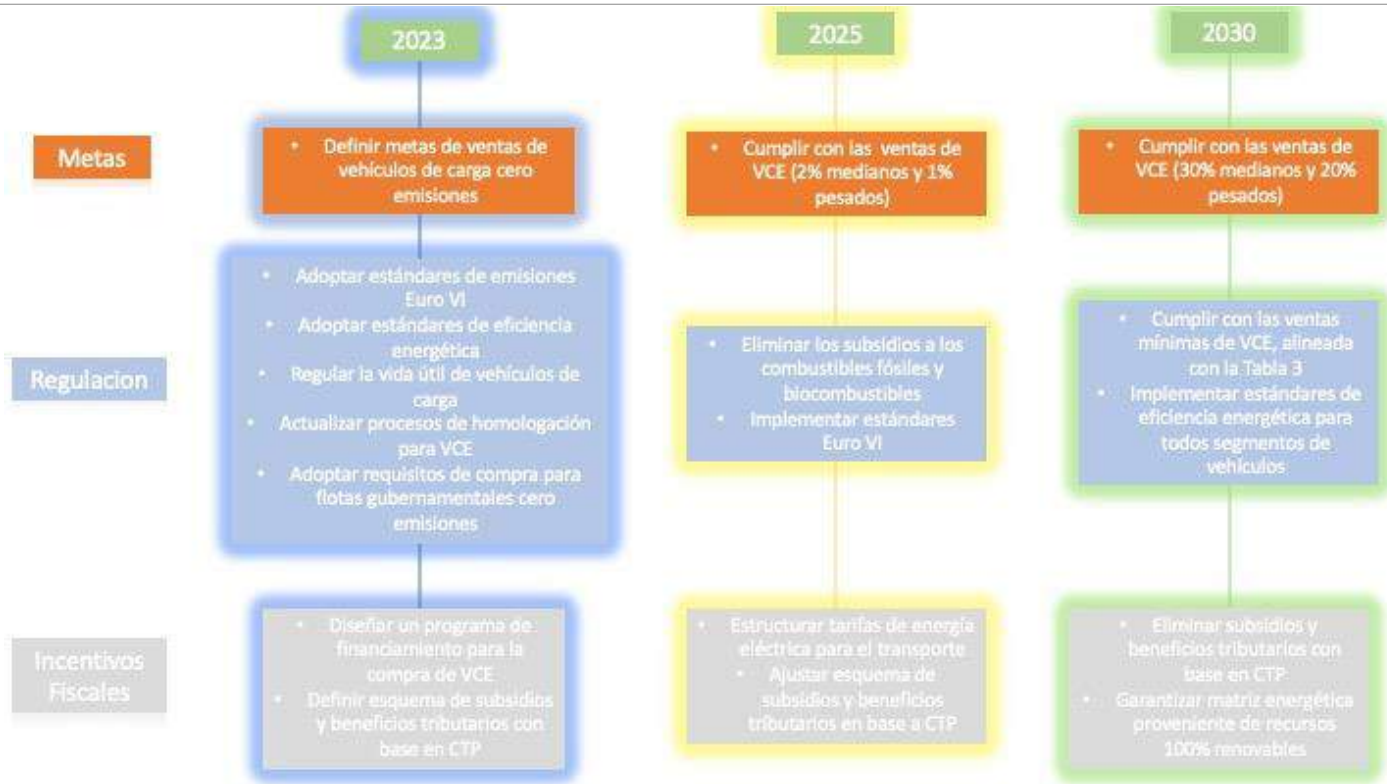 2023
2025
2030
Metas
• Definir metas de ventas de
vehículos de carga cero
emisiones
• Cumplir con las ventas de
VCE (2% medianos y 1%
pesados)
• Cumplir con las ventas de
VCE (30% medianos y 20%
pesados)
Regulacion
• Adoptar estándares de emisiones
Euro VI
• Adoptar estándares de eficiencia
energética
• Regular la vida útil de vehículos de
carga
• Actualizar procesos de homologación
para VCE
• Adoptar requisitos de compra para
flotas gubernamentales cero
emisiones
• Eliminar los subsidios a los
combustibles fósiles y
biocombustibles
• Implementar estándares
Euro VI
• Cumplir con las ventas
mínimas de VCE, alineada
con la Tabla 3
• Implementar estándares de
eficiencia energética para
todos segmentos de
vehículos
Incentivos
Fiscales
• Diseñar un programa de
financiamiento para la
compra de VCE
• Definir esquema de subsidios
y beneficios tributarios con
base en CTP
• Estructurar tarifas de energía
eléctrica para el transporte
• Ajustar esquema de
subsidios y beneficios
tributarios en base a CTP
• Eliminar subsidios y
beneficios tributarios con
base en CTP
• Garantizar matriz energética
proveniente de recursos
100% renovables